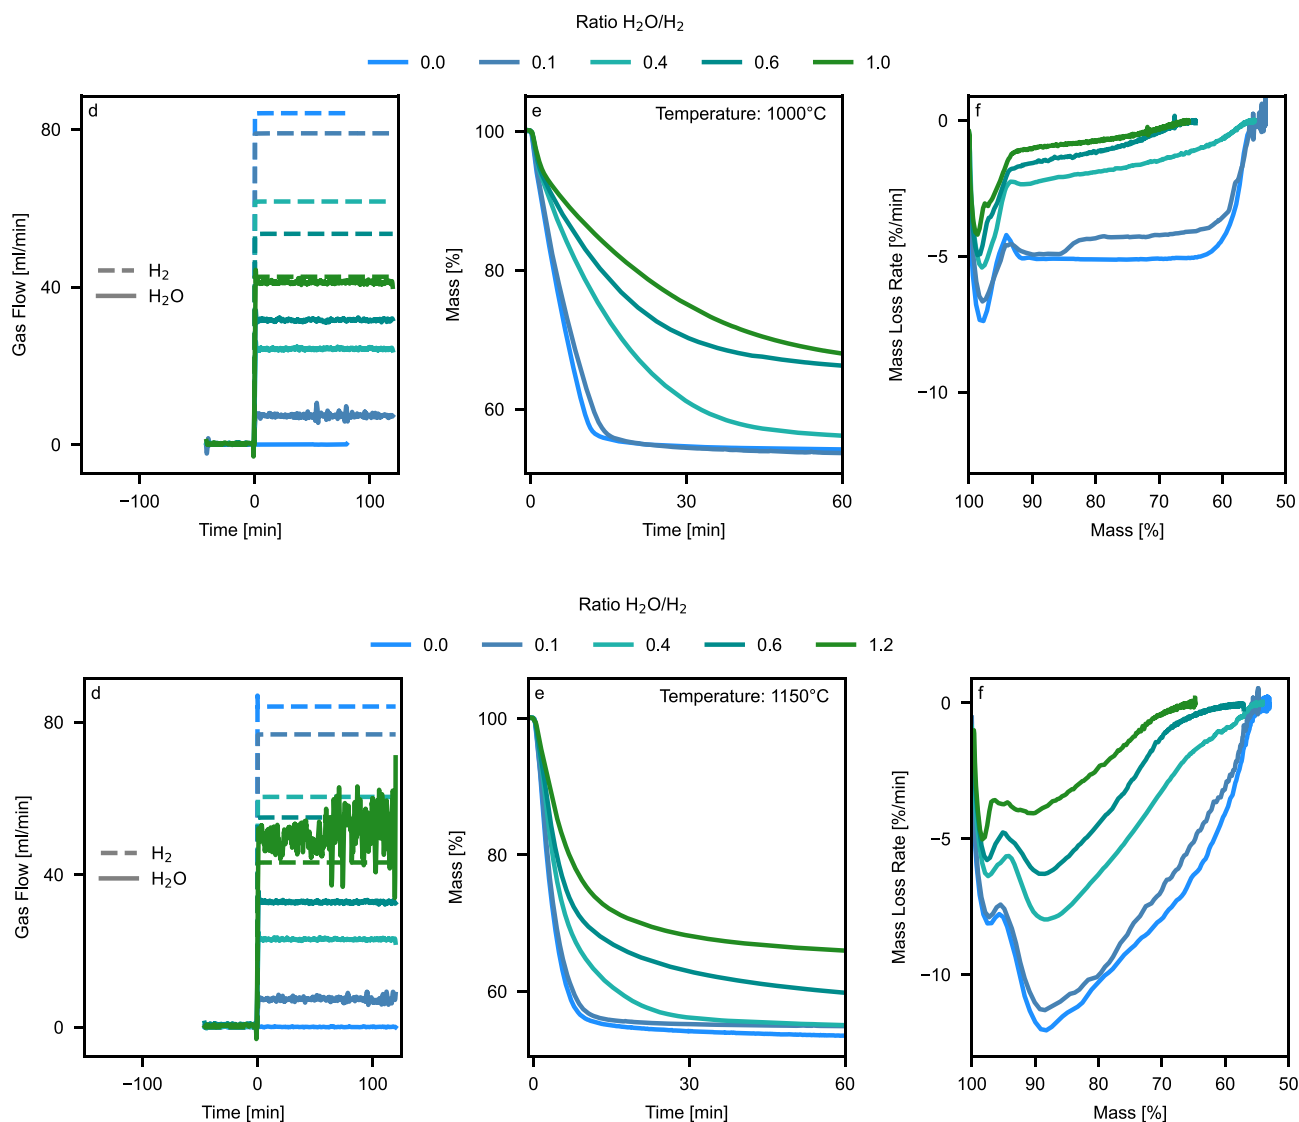 Ratio H₂O/H₂
0.0 0.1 0.4 0.6 1.0
d
80
40
0
Gas Flow [ml/min]
H₂
H₂O
−100 0 100
Time [min]
e
Temperature: 1000°C
100
80
60
Mass [%]
0 30 60
Time [min]
f
0
−5
−10
Mass Loss Rate [%/min]
100 90 80 70 60 50
Mass [%]
Ratio H₂O/H₂
0.0 0.1 0.4 0.6 1.2
d
80
40
0
Gas Flow [ml/min]
H₂
H₂O
−100 0 100
Time [min]
e
Temperature: 1150°C
100
80
60
Mass [%]
0 30 60
Time [min]
f
0
−5
−10
Mass Loss Rate [%/min]
100 90 80 70 60 50
Mass [%]